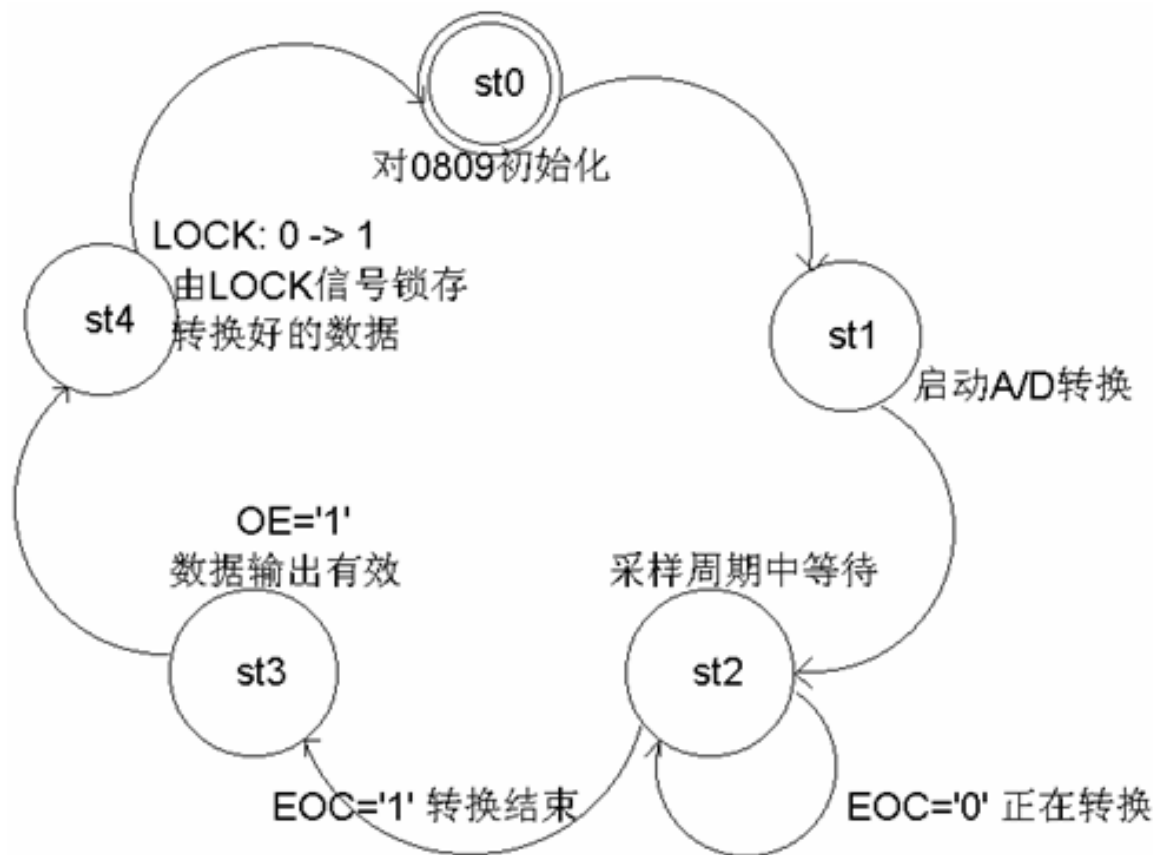 st0
对0809初始化
LOCK: 0 -> 1
由LOCK信号锁存
转换好的数据
st4
st1
启动A/D转换
OE='1'
数据输出有效
采样周期中等待
st3
st2
EOC='1' 转换结束
EOC='0' 正在转换